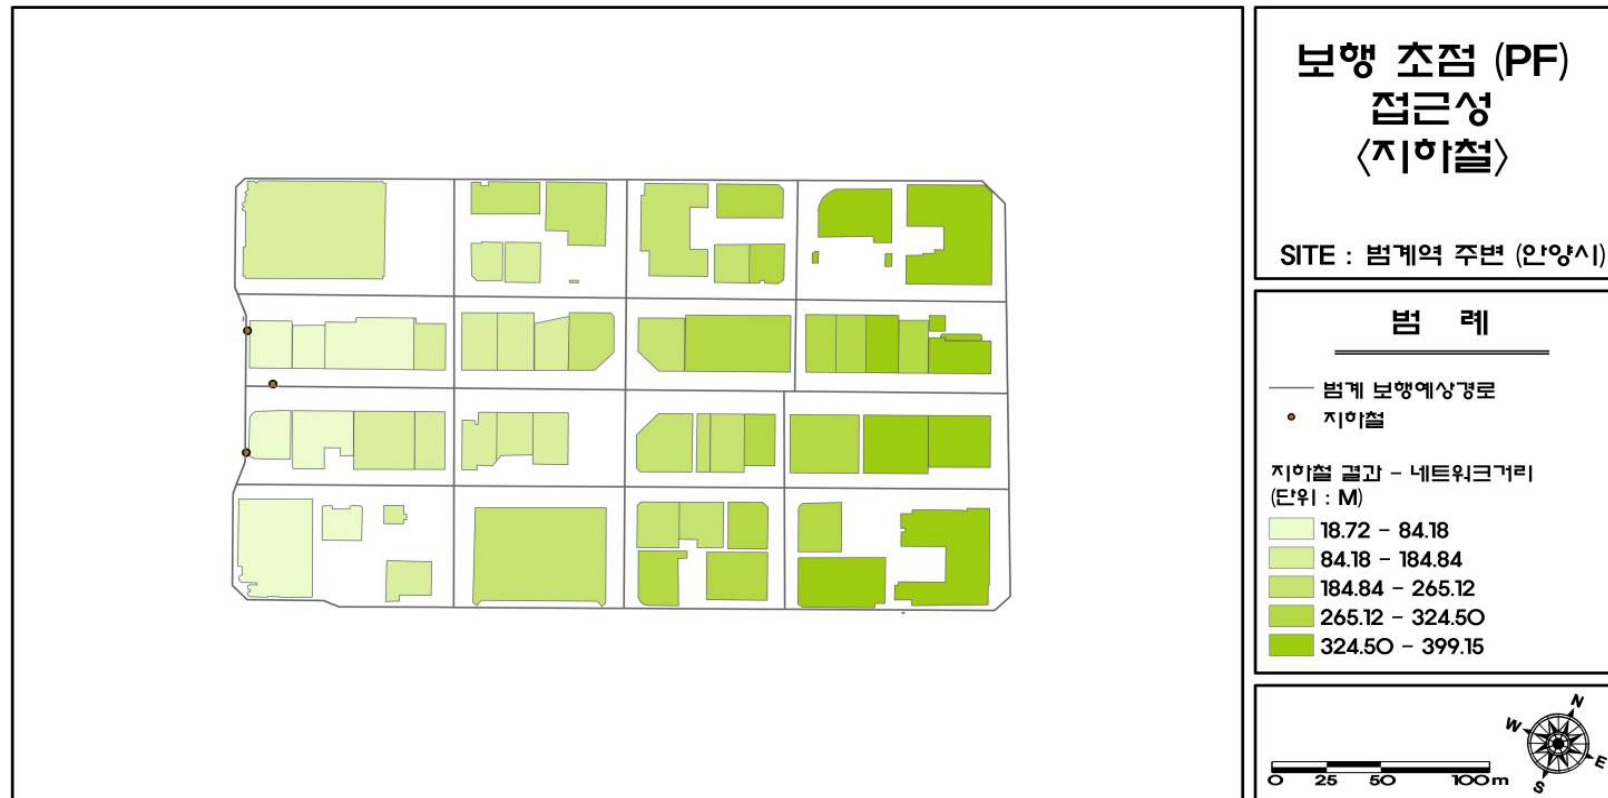 보행 초점 (PF)
접근성
<지하철>
SITE : 범계역 주변 (안양시)
범 례
범계 보행예상경로
지하철
지하철 결과 - 네트워크거리
(단위 : M)
18.72 - 84.18
84.18 - 184.84
184.84 - 265.12
265.12 - 324.50
324.50 - 399.15
0 25 50 100m
N
W
E
S